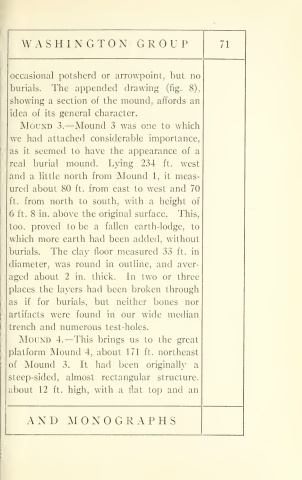 WASHINGTON GROUP 71
occasional potsherd or arrowpoint, but no
burials. The appended drawing (fig. 8),
showing a section of the mound, affords an
idea of its general character.
MOUND 3.—Mound 3 was one to which
we had attached considerable importance,
as it seemed to have the appearance of a
real burial mound. Lying 234 ft. west
and a little north from Mound 1, it meas-
ured about 80 ft. from east to west and 70
ft. from north to south, with a height of
6 ft. 8 in. above the original surface. This,
too, proved to be a fallen earth-lodge, to
which more earth had been added, without
burials. The clay floor measured 33 ft. in
diameter, was round in outline, and aver-
aged about 2 in. thick. In two or three
places the layers had been broken through
as if for burials, but neither bones nor
artifacts were found in our wide median
trench and numerous test-holes.
MOUND 4.—This brings us to the great
platform Mound 4, about 171 ft. northeast
of Mound 3. It had been originally a
steep-sided, almost rectangular structure,
about 12 ft. high, with a flat top and an
AND MONOGRAPHS